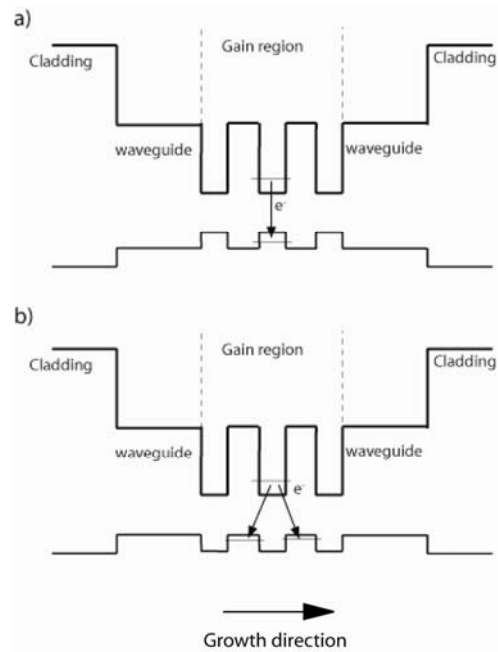 a)
Gain region
Cladding
Cladding
waveguide
waveguide
e-
b)
Gain region
Cladding
Cladding
waveguide
waveguide
e-
Growth direction